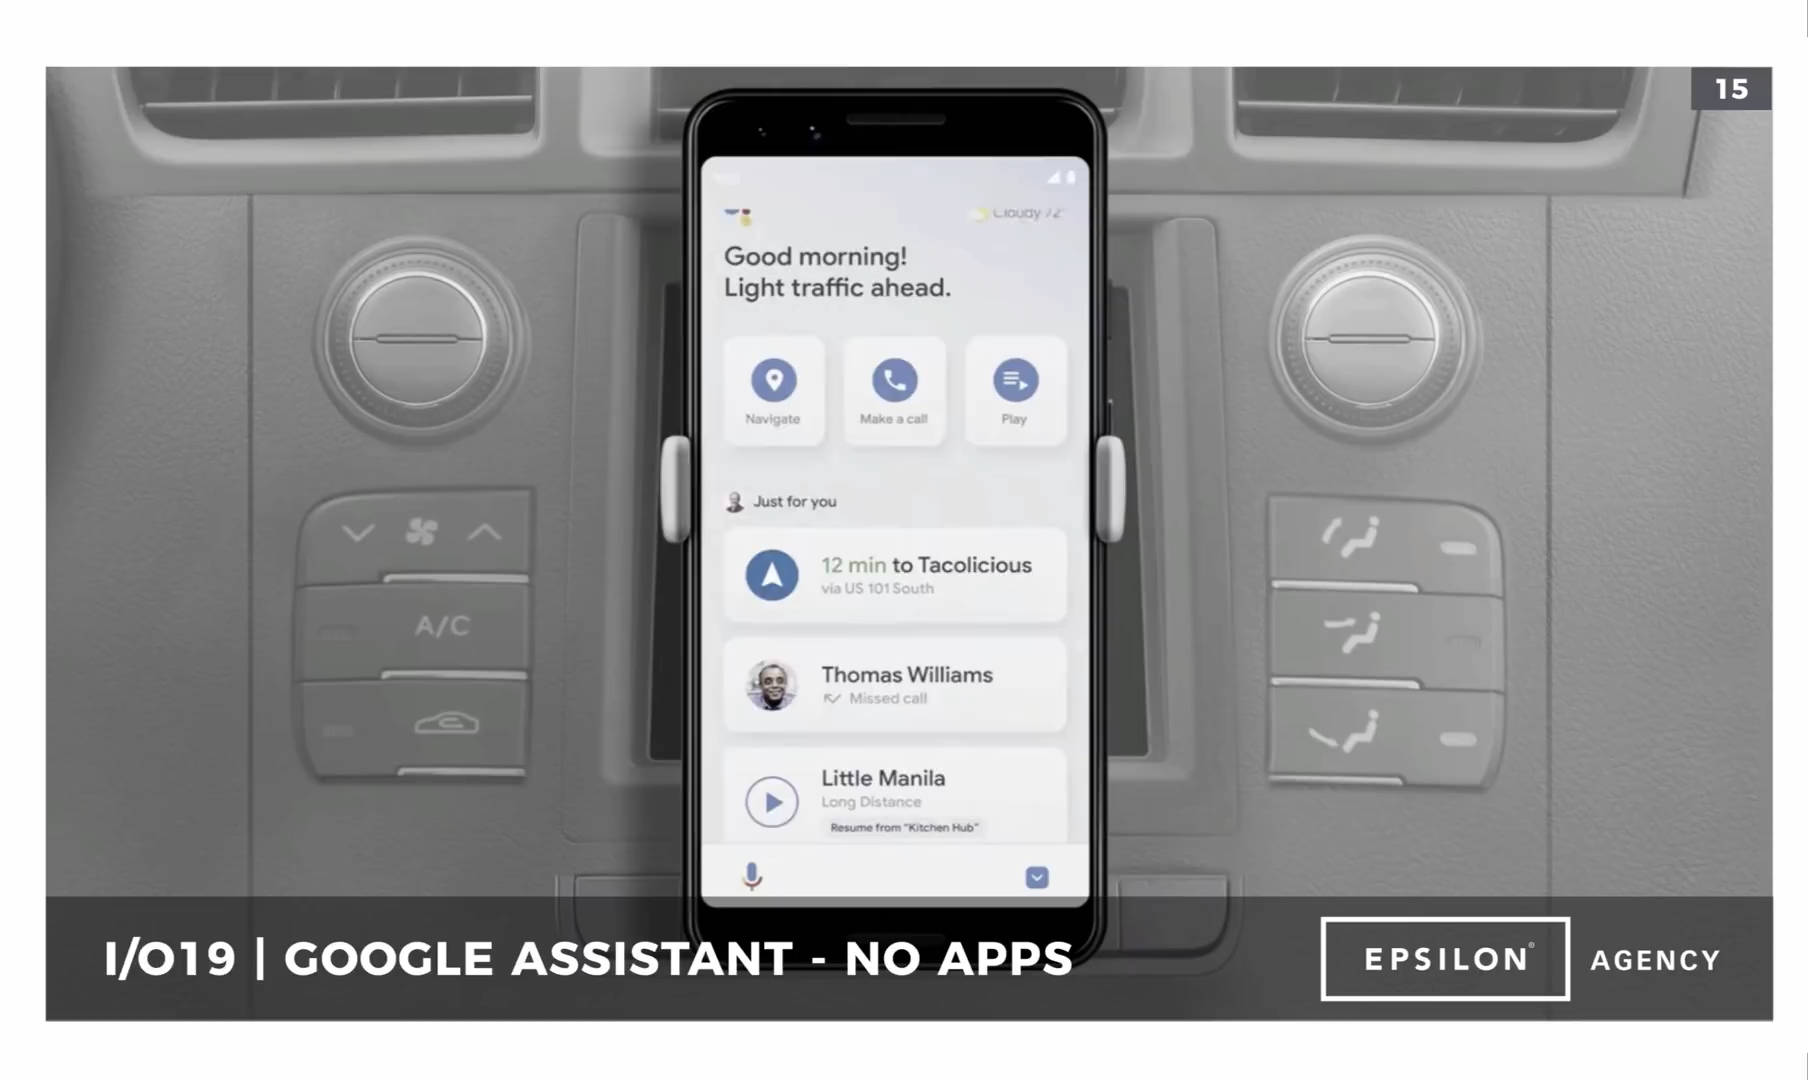 15
Cloudy 72°
Good morning!
Light traffic ahead.
Navigate
Make a call
Play
Just for you
12 min to Tacolicious
via US 101 South
Thomas Williams
Missed call
Little Manila
Long Distance
Resume from "Kitchen Hub"
A/C
I/O19 | GOOGLE ASSISTANT - NO APPS
EPSILON® AGENCY